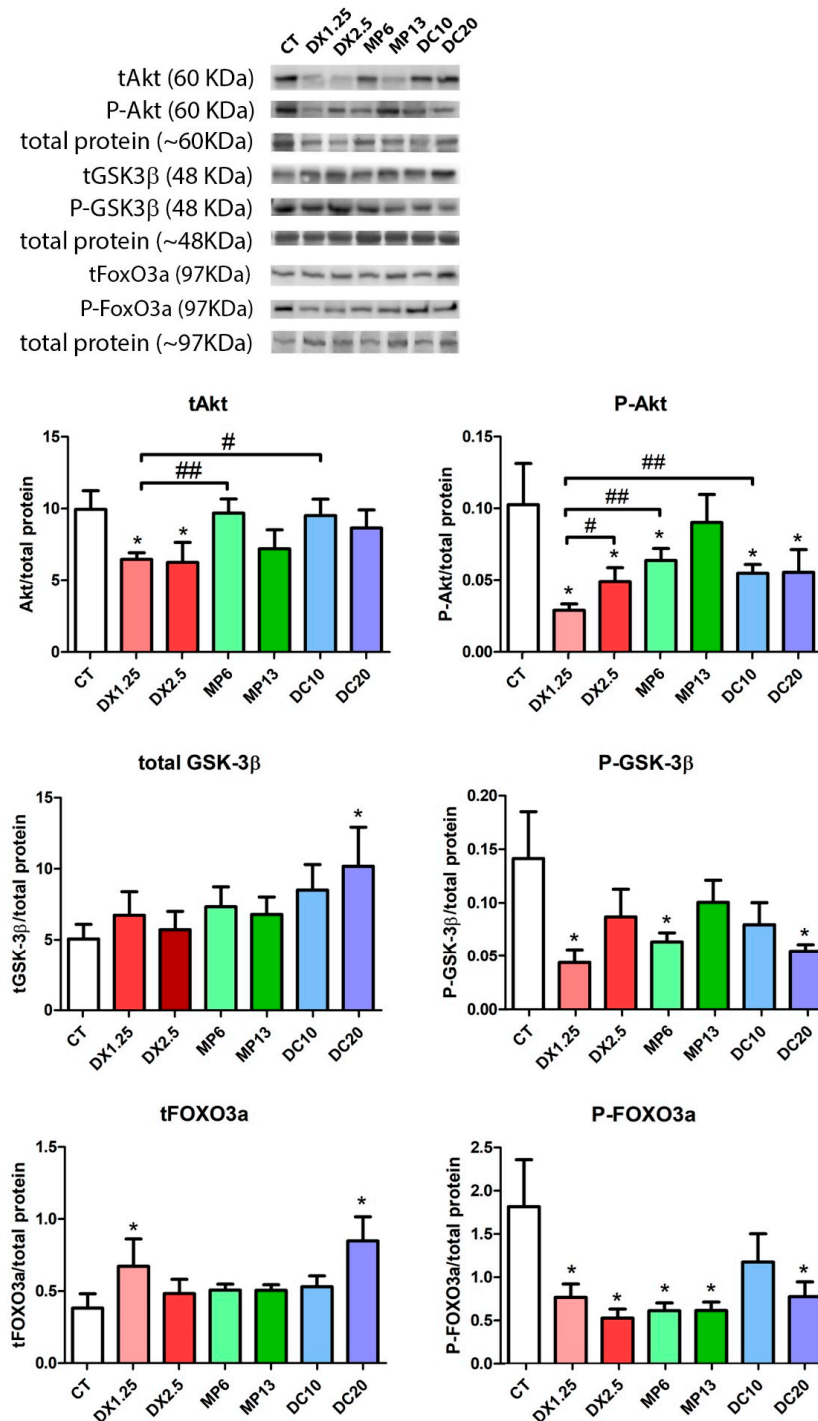 CT DX1.25 DX2.5 MP6 MP13 DC10 DC20
tAkt (60 KDa)
P-Akt (60 KDa)
total protein (~60KDa)
tGSK3β (48 KDa)
P-GSK3β (48 KDa)
total protein (~48KDa)
tFoxO3a (97KDa)
P-FoxO3a (97KDa)
total protein (~97KDa)
tAkt
Akt/total protein
15
10
5
0
#
##
* *
CT DX1.25 DX2.5 MP6 MP13 DC10 DC20
P-Akt
P-Akt/total protein
0.15
0.10
0.05
0.00
##
##
#
* * * * *
CT DX1.25 DX2.5 MP6 MP13 DC10 DC20
total GSK-3β
tGSK-3β/total protein
15
10
5
0
*
CT DX1.25 DX2.5 MP6 MP13 DC10 DC20
P-GSK-3β
P-GSK-3β/total protein
0.20
0.15
0.10
0.05
0.00
* * *
CT DX1.25 DX2.5 MP6 MP13 DC10 DC20
tFOXO3a
tFOXO3a/total protein
1.5
1.0
0.5
0.0
* *
CT DX1.25 DX2.5 MP6 MP13 DC10 DC20
P-FOXO3a
P-FOXO3a/total protein
2.5
2.0
1.5
1.0
0.5
0.0
* * * * *
CT DX1.25 DX2.5 MP6 MP13 DC10 DC20